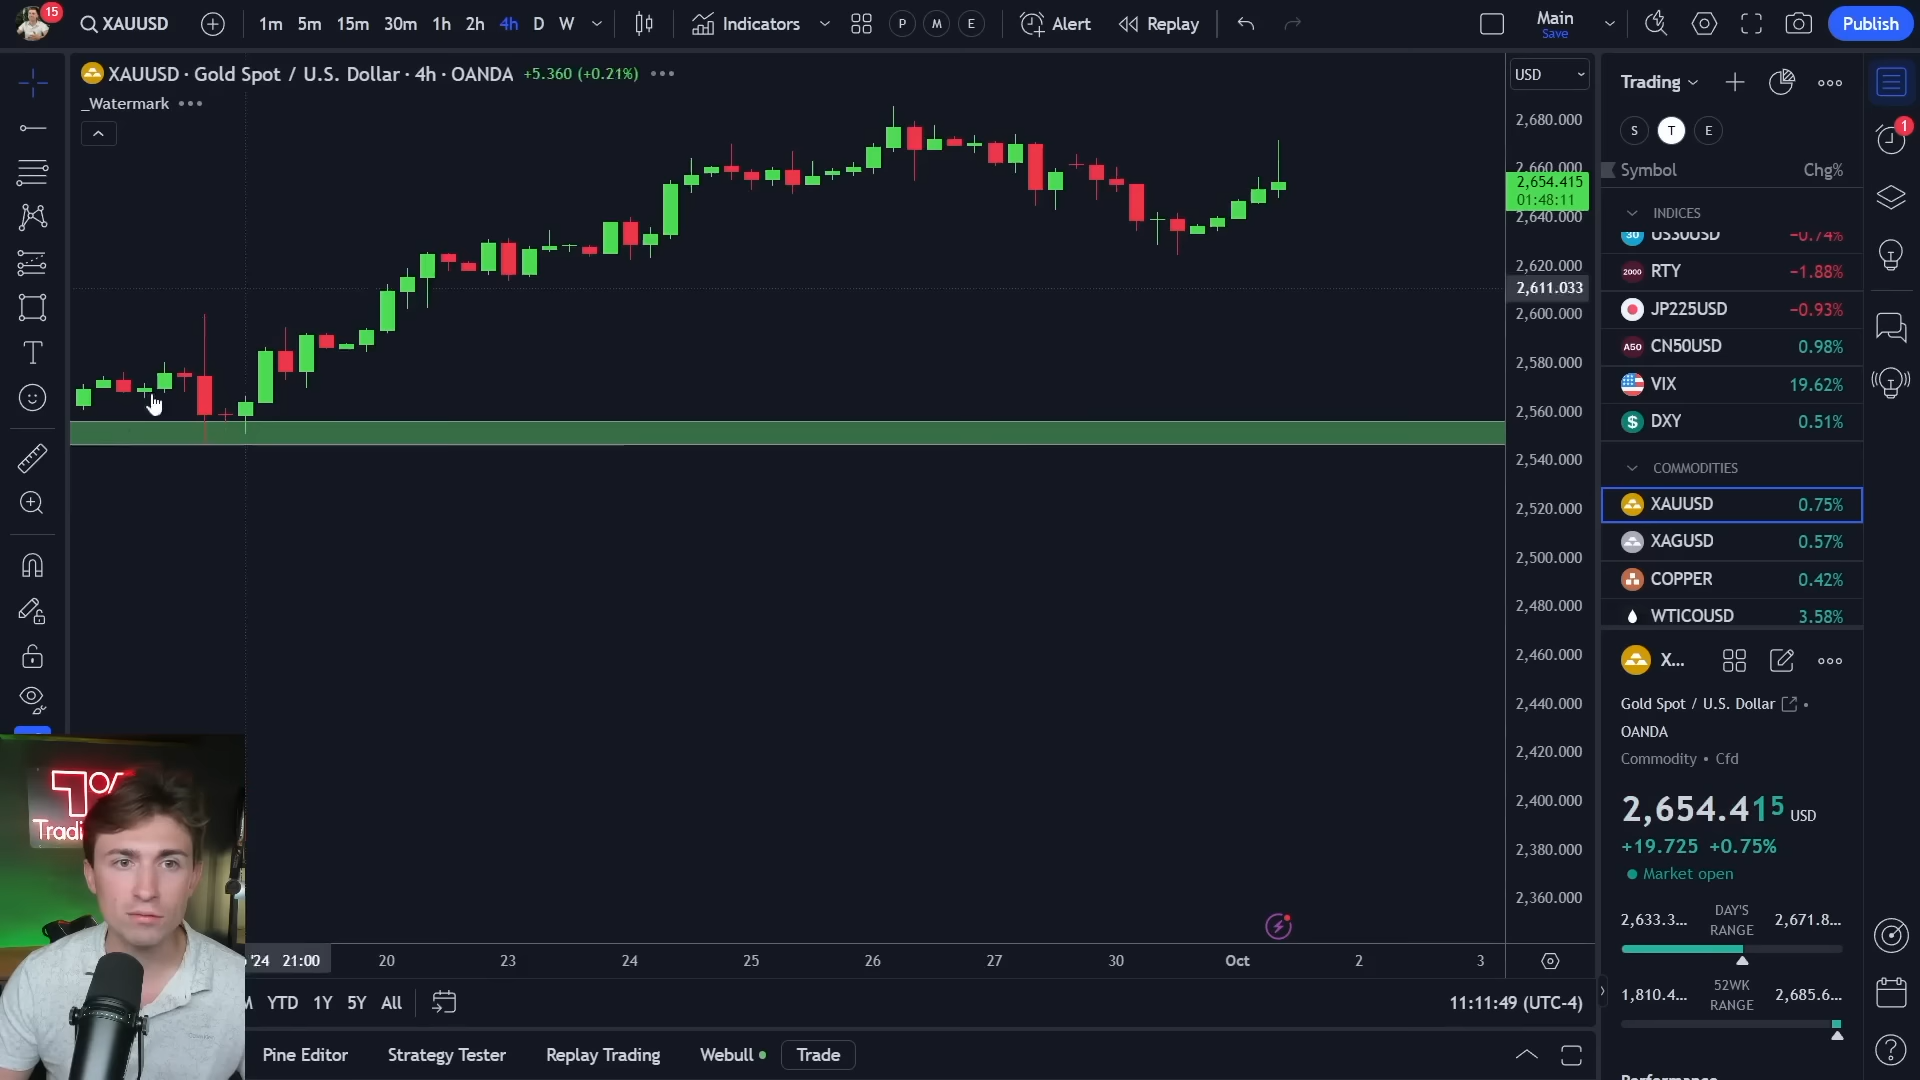 15
XAUUSD
1m 5m 15m 30m 1h 2h 4h D W
Indicators
P M E
Alert
Replay
Main
Save
Publish
XAUUSD · Gold Spot / U.S. Dollar · 4h · OANDA +5.360 (+0.21%)
_Watermark
USD
2,680.000
2,660.000
2,654.415
01:48:11
2,640.000
2,620.000
2,611.033
2,600.000
2,580.000
2,560.000
2,540.000
2,520.000
2,500.000
2,480.000
2,460.000
2,440.000
2,420.000
2,400.000
2,380.000
2,360.000
'24 21:00 20 23 24 25 26 27 30 Oct 2 3
YTD 1Y 5Y All
11:11:49 (UTC-4)
Pine Editor Strategy Tester Replay Trading Webull Trade
Trading
S T E
Symbol Chg%
INDICES
30 US30USD −0.74%
2000 RTY −1.88%
JP225USD −0.93%
A50 CN50USD 0.98%
VIX 19.62%
$ DXY 0.51%
COMMODITIES
XAUUSD 0.75%
XAGUSD 0.57%
COPPER 0.42%
WTICOUSD 3.58%
X...
Gold Spot / U.S. Dollar •
OANDA
Commodity • Cfd
2,654.415 USD
+19.725 +0.75%
Market open
2,633.3... DAY'S RANGE 2,671.8...
1,810.4... 52WK RANGE 2,685.6...
1
T
Tradi